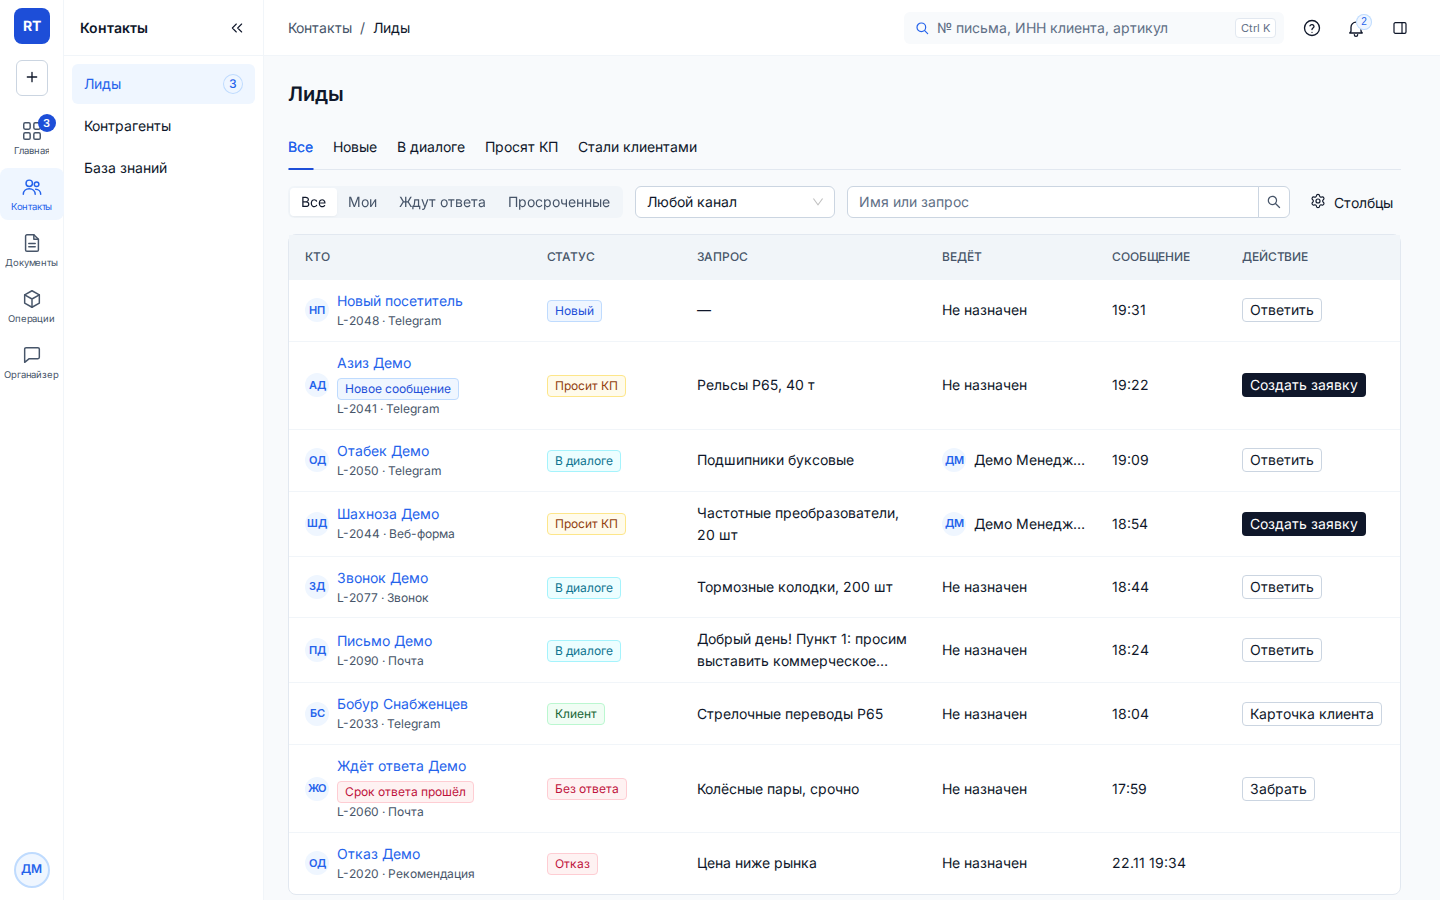 RT
Контакты
Контакты / Лиды
№ письма, ИНН клиента, артикул
Ctrl K
2
Лиды
3
Контрагенты
База знаний
3
Главная
Контакты
Документы
Операции
Органайзер
ДМ
Лиды
Все Новые В диалоге Просят КП Стали клиентами
Все Мои Ждут ответа Просроченные
Любой канал
Имя или запрос
Столбцы
КТО СТАТУС ЗАПРОС ВЕДЁТ СООБЩЕНИЕ ДЕЙСТВИЕ
НП Новый посетитель
L-2048 · Telegram
Новый — Не назначен 19:31 Ответить
Азиз Демо
АД Новое сообщение
L-2041 · Telegram
Просит КП Рельсы Р65, 40 т Не назначен 19:22 Создать заявку
ОД Отабек Демо
L-2050 · Telegram
В диалоге Подшипники буксовые ДМ Демо Менедж... 19:09 Ответить
ШД Шахноза Демо
L-2044 · Веб-форма
Просит КП Частотные преобразователи,
20 шт
ДМ Демо Менедж... 18:54 Создать заявку
ЗД Звонок Демо
L-2077 · Звонок
В диалоге Тормозные колодки, 200 шт Не назначен 18:44 Ответить
ПД Письмо Демо
L-2090 · Почта
В диалоге Добрый день! Пункт 1: просим
выставить коммерческое...
Не назначен 18:24 Ответить
БС Бобур Снабженцев
L-2033 · Telegram
Клиент Стрелочные переводы Р65 Не назначен 18:04 Карточка клиента
Ждёт ответа Демо
ЖО Срок ответа прошёл
L-2060 · Почта
Без ответа Колёсные пары, срочно Не назначен 17:59 Забрать
ОД Отказ Демо
L-2020 · Рекомендация
Отказ Цена ниже рынка Не назначен 22.11 19:34